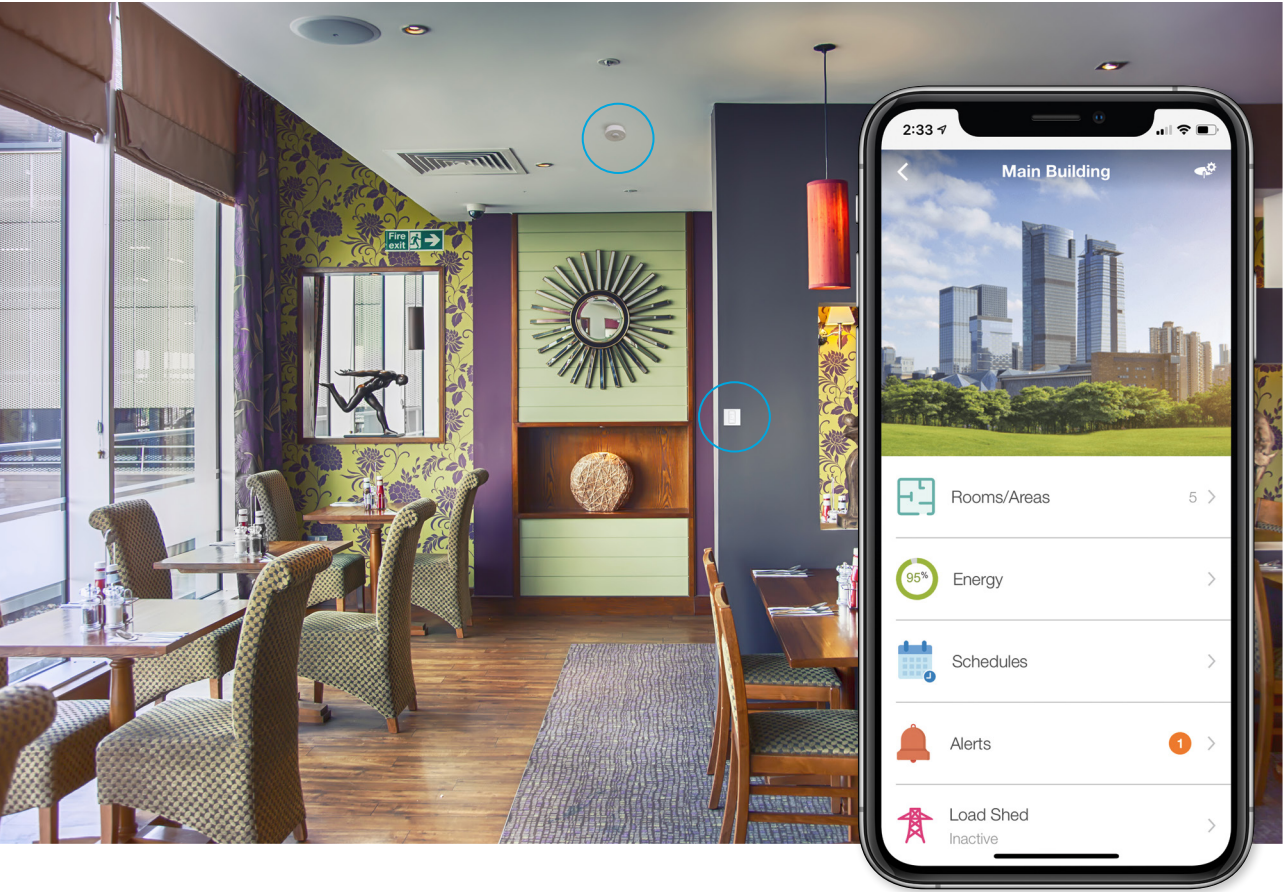 Fire
exit
2:33
Main Building
Rooms/Areas
5
95%
Energy
Schedules
Alerts
1
Load Shed
Inactive